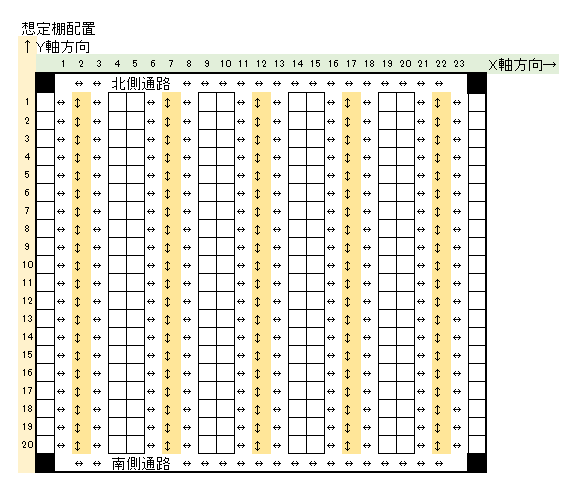 想定棚配置
↑Y軸方向
1 2 3 4 5 6 7 8 9 10 11 12 13 14 15 16 17 18 19 20 21 22 23 X軸方向→
↔ ↔ 北側通路 ↔ ↔ ↔ ↔ ↔ ↔ ↔ ↔ ↔ ↔ ↔ ↔ ↔ ↔ ↔
1 ↔ ↕ ↔ ↔ ↕ ↔ ↔ ↕ ↔ ↔ ↕ ↔ ↔ ↕ ↔
2 ↔ ↕ ↔ ↔ ↕ ↔ ↔ ↕ ↔ ↔ ↕ ↔ ↔ ↕ ↔
3 ↔ ↕ ↔ ↔ ↕ ↔ ↔ ↕ ↔ ↔ ↕ ↔ ↔ ↕ ↔
4 ↔ ↕ ↔ ↔ ↕ ↔ ↔ ↕ ↔ ↔ ↕ ↔ ↔ ↕ ↔
5 ↔ ↕ ↔ ↔ ↕ ↔ ↔ ↕ ↔ ↔ ↕ ↔ ↔ ↕ ↔
6 ↔ ↕ ↔ ↔ ↕ ↔ ↔ ↕ ↔ ↔ ↕ ↔ ↔ ↕ ↔
7 ↔ ↕ ↔ ↔ ↕ ↔ ↔ ↕ ↔ ↔ ↕ ↔ ↔ ↕ ↔
8 ↔ ↕ ↔ ↔ ↕ ↔ ↔ ↕ ↔ ↔ ↕ ↔ ↔ ↕ ↔
9 ↔ ↕ ↔ ↔ ↕ ↔ ↔ ↕ ↔ ↔ ↕ ↔ ↔ ↕ ↔
10 ↔ ↕ ↔ ↔ ↕ ↔ ↔ ↕ ↔ ↔ ↕ ↔ ↔ ↕ ↔
11 ↔ ↕ ↔ ↔ ↕ ↔ ↔ ↕ ↔ ↔ ↕ ↔ ↔ ↕ ↔
12 ↔ ↕ ↔ ↔ ↕ ↔ ↔ ↕ ↔ ↔ ↕ ↔ ↔ ↕ ↔
13 ↔ ↕ ↔ ↔ ↕ ↔ ↔ ↕ ↔ ↔ ↕ ↔ ↔ ↕ ↔
14 ↔ ↕ ↔ ↔ ↕ ↔ ↔ ↕ ↔ ↔ ↕ ↔ ↔ ↕ ↔
15 ↔ ↕ ↔ ↔ ↕ ↔ ↔ ↕ ↔ ↔ ↕ ↔ ↔ ↕ ↔
16 ↔ ↕ ↔ ↔ ↕ ↔ ↔ ↕ ↔ ↔ ↕ ↔ ↔ ↕ ↔
17 ↔ ↕ ↔ ↔ ↕ ↔ ↔ ↕ ↔ ↔ ↕ ↔ ↔ ↕ ↔
18 ↔ ↕ ↔ ↔ ↕ ↔ ↔ ↕ ↔ ↔ ↕ ↔ ↔ ↕ ↔
19 ↔ ↕ ↔ ↔ ↕ ↔ ↔ ↕ ↔ ↔ ↕ ↔ ↔ ↕ ↔
20 ↔ ↕ ↔ ↔ ↕ ↔ ↔ ↕ ↔ ↔ ↕ ↔ ↔ ↕ ↔
↔ ↔ 南側通路 ↔ ↔ ↔ ↔ ↔ ↔ ↔ ↔ ↔ ↔ ↔ ↔ ↔ ↔ ↔